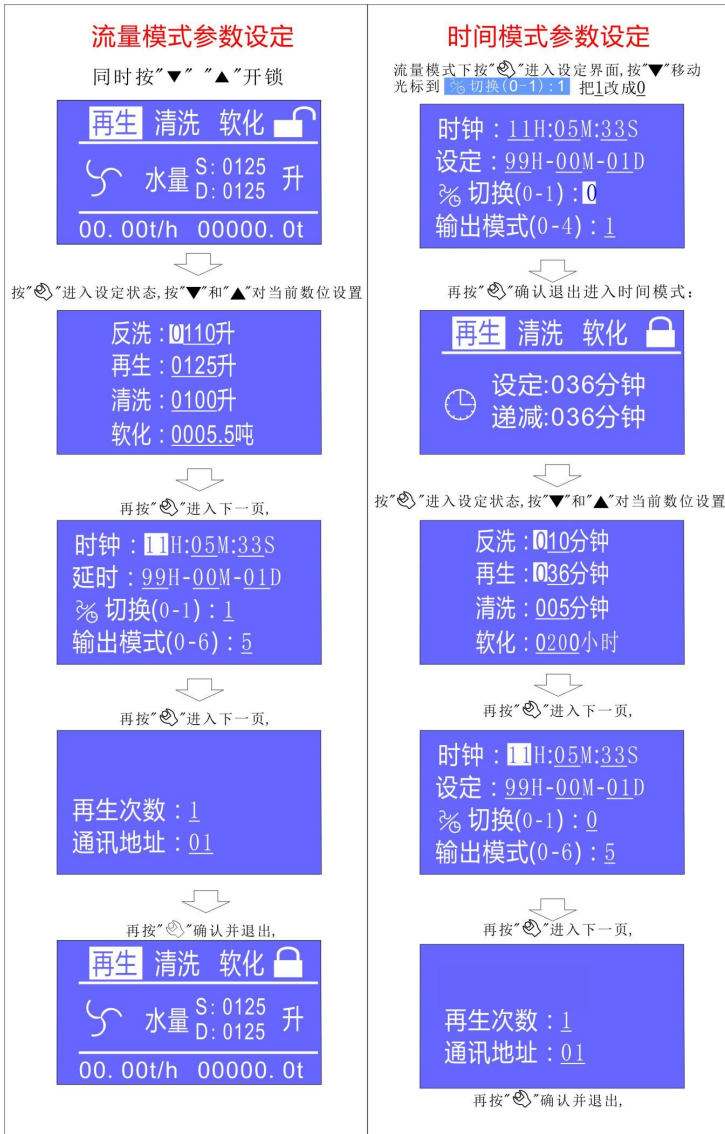 流量模式参数设定
同时按"▼" "▲"开锁
再生 清洗 软化
水量 S: 0125 升
D: 0125
00.00t/h 00000.0t
按"⚙"进入设定状态,按"▼"和"▲"对当前数位设置
反洗:0110升
再生:0125升
清洗:0100升
软化:0005.5吨
再按"⚙"进入下一页,
时钟:11H:05M:33S
延时:99H-00M-01D
切换(0-1):1
输出模式(0-6):5
再按"⚙"进入下一页,
再生次数:1
通讯地址:01
再按"⚙"确认并退出,
再生 清洗 软化
水量 S: 0125 升
D: 0125
00.00t/h 00000.0t
时间模式参数设定
流量模式下按"⚙"进入设定界面,按"▼"移动
光标到 切换(0-1):1 把1改成0
时钟:11H:05M:33S
设定:99H-00M-01D
切换(0-1):0
输出模式(0-4):1
再按"⚙"确认退出进入时间模式:
再生 清洗 软化
设定:036分钟
递减:036分钟
按"⚙"进入设定状态,按"▼"和"▲"对当前数位设置
反洗:010分钟
再生:036分钟
清洗:005分钟
软化:0200小时
再按"⚙"进入下一页,
时钟:11H:05M:33S
设定:99H-00M-01D
切换(0-1):0
输出模式(0-6):5
再按"⚙"进入下一页,
再生次数:1
通讯地址:01
再按"⚙"确认并退出,